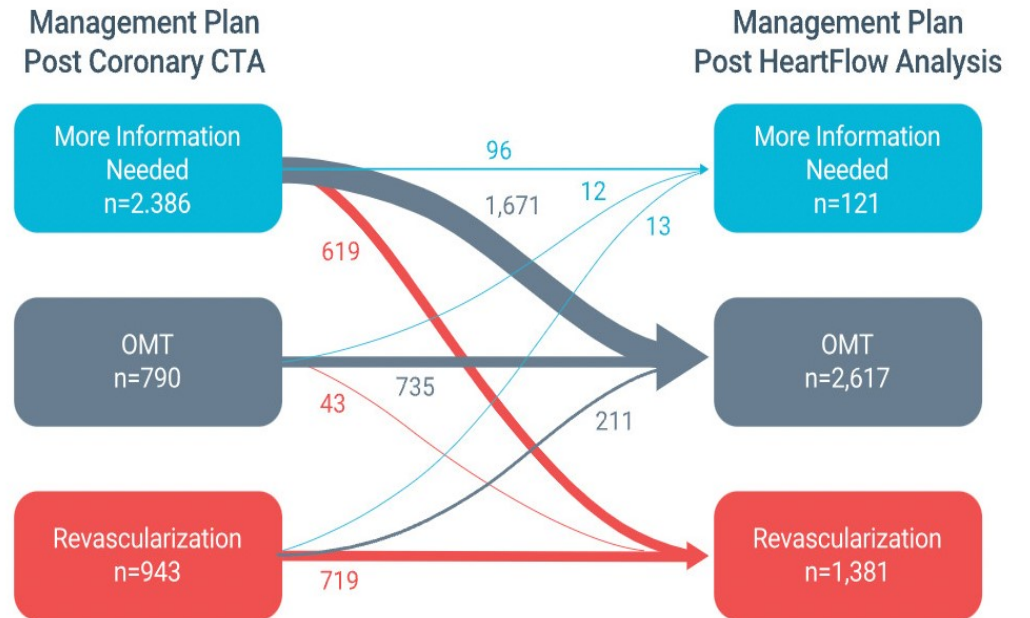 Management Plan
Post Coronary CTA
Management Plan
Post HeartFlow Analysis
More Information
Needed
n=2.386
96
12
1,671
13
619
More Information
Needed
n=121
OMT
n=790
735
43
211
OMT
n=2,617
Revascularization
n=943
719
Revascularization
n=1,381